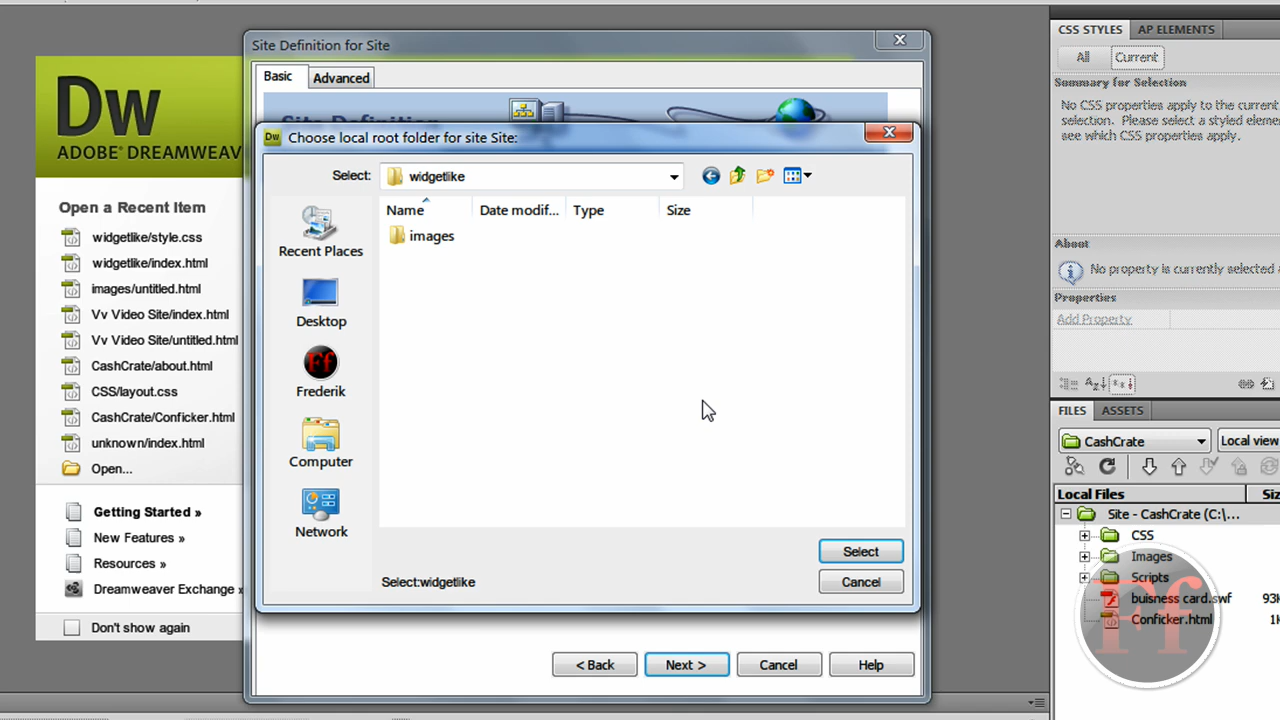 Site Definition for Site
Basic
Advanced
Dw
ADOBE® DREAMWEAV
Open a Recent Item
widgetlike/style.css
widgetlike/index.html
images/untitled.html
Vv Video Site/index.html
Vv Video Site/untitled.html
CashCrate/about.html
CSS/layout.css
CashCrate/Conficker.html
unknown/index.html
Open...
Getting Started »
New Features »
Resources »
Dreamweaver Exchange »
Don't show again
Dw Choose local root folder for site Site:
Select: widgetlike
Name Date modif... Type Size
images
Recent Places
Desktop
Ff
Frederik
Computer
Network
Select:widgetlike
Select
Cancel
< Back Next > Cancel Help
CSS STYLES AP ELEMENTS
All Current
Summary for Selection
No CSS properties apply to the current
selection. Please select a styled eleme
see which CSS properties apply.
About
No property is currently selected
Properties
Add Property
FILES ASSETS
CashCrate Local view
Local Files Siz
Site - CashCrate (C:\...
CSS
Images
Scripts
buisness card.swf 93K
Conficker.html 1K
Ff